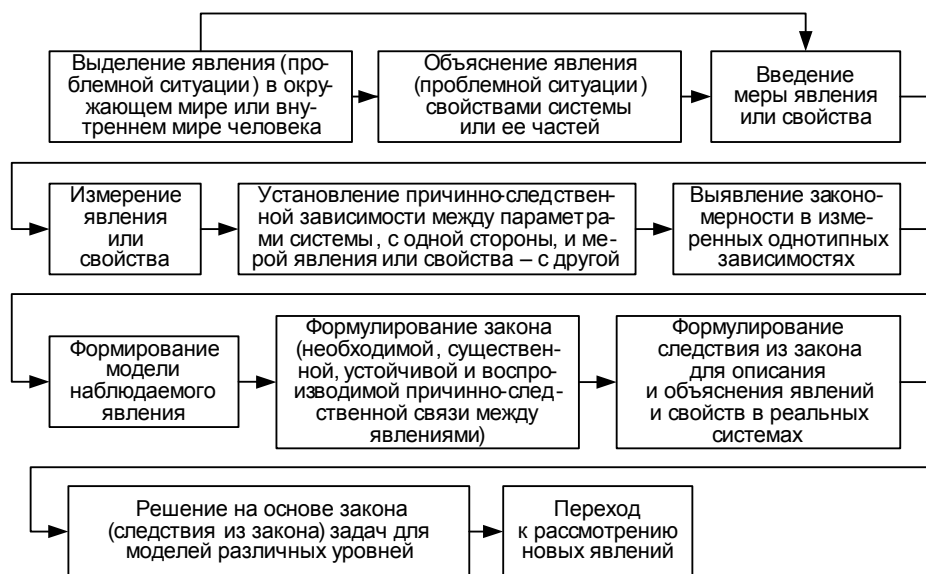 Выделение явления (про-
блемной ситуации) в окру-
жающем мире или вну-
треннем мире человека
Объяснение явления
(проблемной ситуации)
свойствами системы
или ее частей
Введение
меры явления
или свойства
Измерение
явления
или
свойства
Установление причинно-следствен-
ной зависимости между параметра-
ми системы, с одной стороны, и ме-
рой явления или свойства – с другой
Выявление законо-
мерности в изме-
ренных однотипных
зависимостях
Формирование
модели
наблюдаемого
явления
Формулирование закона
(необходимой, существен-
ной, устойчивой и воспро-
изводимой причинно-след-
ственной связи между
явлениями)
Формулирование
следствия из закона
для описания
и объяснения явлений
и свойств в реальных
системах
Решение на основе закона
(следствия из закона) задач для
моделей различных уровней
Переход
к рассмотрению
новых явлений